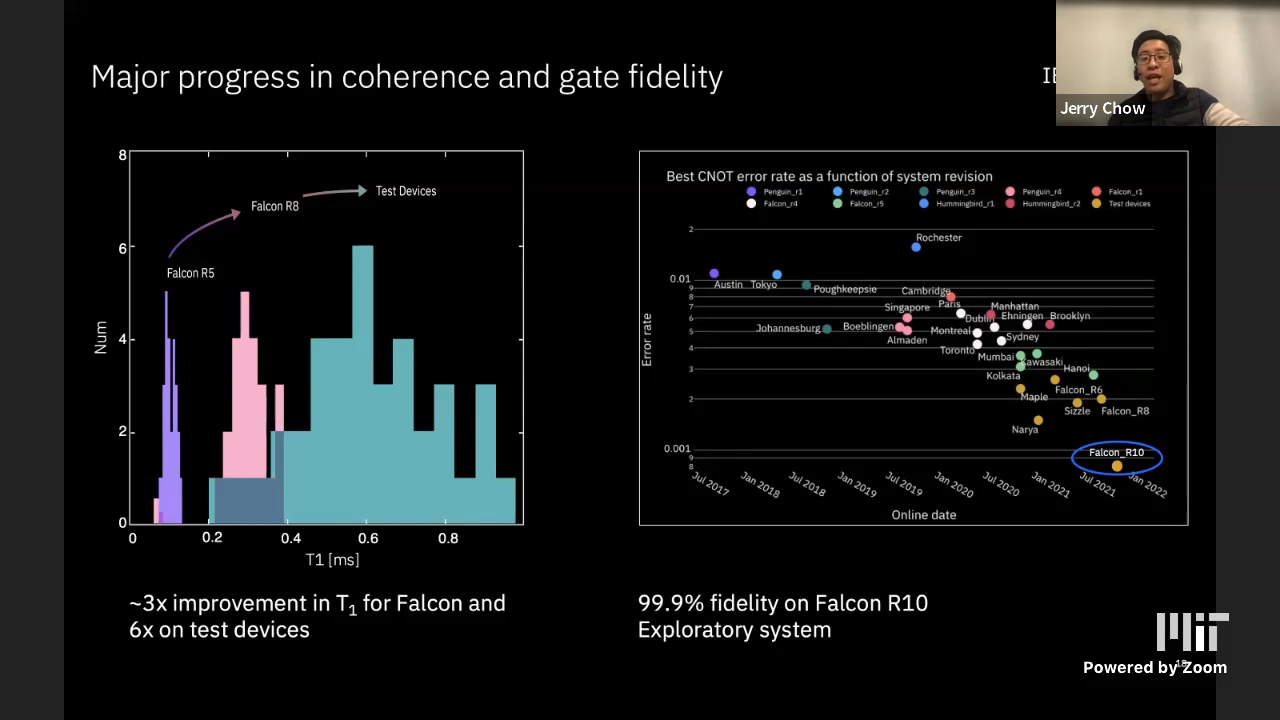 Major progress in coherence and gate fidelity
Jerry Chow
8
6
4
2
0
Num
Falcon R5
Falcon R8
Test Devices
0
0.2
0.4
0.6
0.8
T1 [ms]
~3x improvement in T1 for Falcon and
6x on test devices
Best CNOT error rate as a function of system revision
Penguin_r1 Penguin_r2 Penguin_r3 Penguin_r4 Falcon_r1
Falcon_r4 Falcon_r5 Hummingbird_r1 Hummingbird_r2 Test devices
Error rate
2
0.01
9
8
7
6
5
4
3
2
0.001
9
8
Rochester
Austin
Tokyo
Poughkeepsie
Cambridge
Paris
Singapore
Manhattan
Dublin
Ehningen
Brooklyn
Johannesburg
Boeblingen
Almaden
Montreal
Sydney
Toronto
Mumbai
Kawasaki
Kolkata
Hanoi
Maple
Falcon_R6
Sizzle
Falcon_R8
Narya
Falcon_R10
Jul 2017
Jan 2018
Jul 2018
Jan 2019
Jul 2019
Jan 2020
Jul 2020
Jan 2021
Jul 2021
Jan 2022
Online date
99.9% fidelity on Falcon R10
Exploratory system
MIT
Powered by Zoom